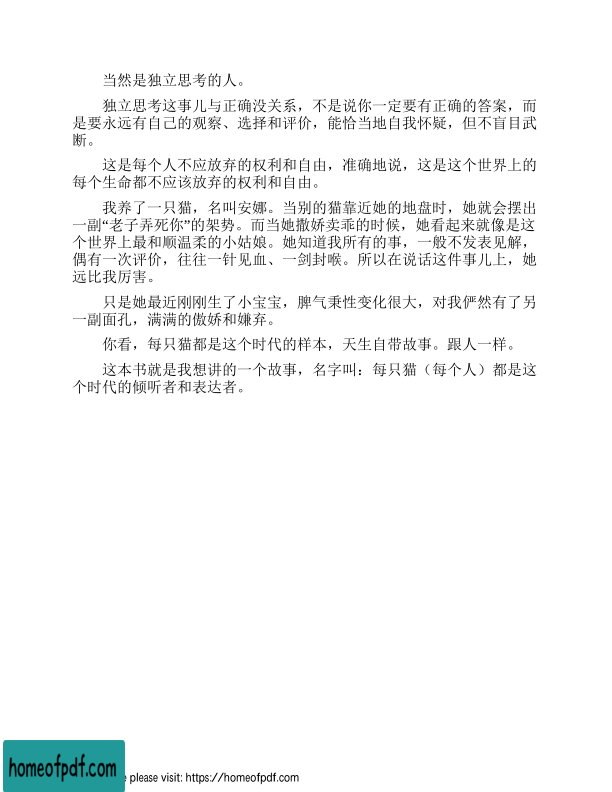 当然是独立思考的人。
独立思考这事儿与正确没关系，不是说你一定要有正确的答案，而
是要永远有自己的观察、选择和评价，能恰当地自我怀疑，但不盲目武
断。
这是每个人不应放弃的权利和自由，准确地说，这是这个世界上的
每个生命都不应该放弃的权利和自由。
我养了一只猫，名叫安娜。当别的猫靠近她的地盘时，她就会摆出
一副“老子弄死你”的架势。而当她撒娇卖乖的时候，她看起来就像是这
个世界上最和顺温柔的小姑娘。她知道我所有的事，一般不发表见解，
偶有一次评价，往往一针见血、一剑封喉。所以在说话这件事儿上，她
远比我厉害。
只是她最近刚刚生了小宝宝，脾气秉性变化很大，对我俨然有了另
一副面孔，满满的傲娇和嫌弃。
你看，每只猫都是这个时代的样本，天生自带故事。跟人一样。
这本书就是我想讲的一个故事，名字叫：每只猫（每个人）都是这
个时代的倾听者和表达者。
homeofpdf.com
please visit: https://homeofpdf.com